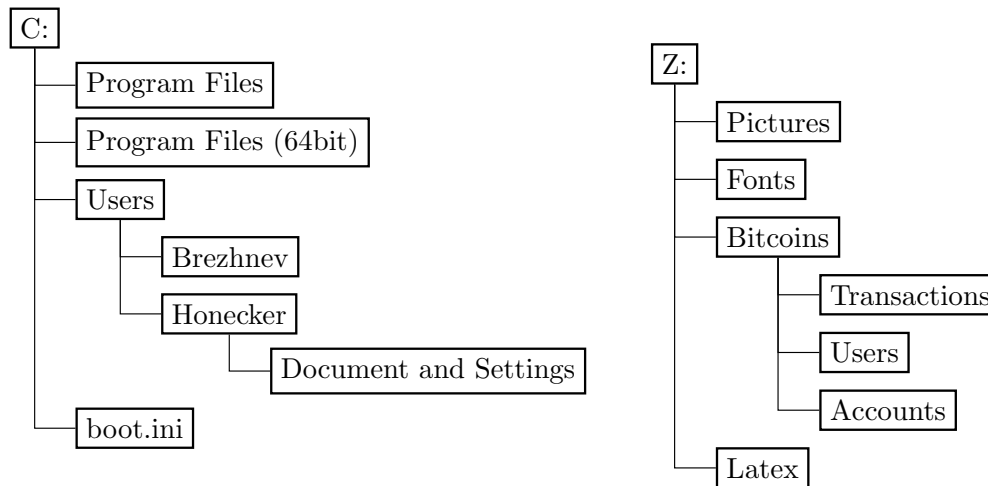 C:
Program Files
Program Files (64bit)
Users
Brezhnev
Honecker
Document and Settings
boot.ini
Z:
Pictures
Fonts
Bitcoins
Transactions
Users
Accounts
Latex